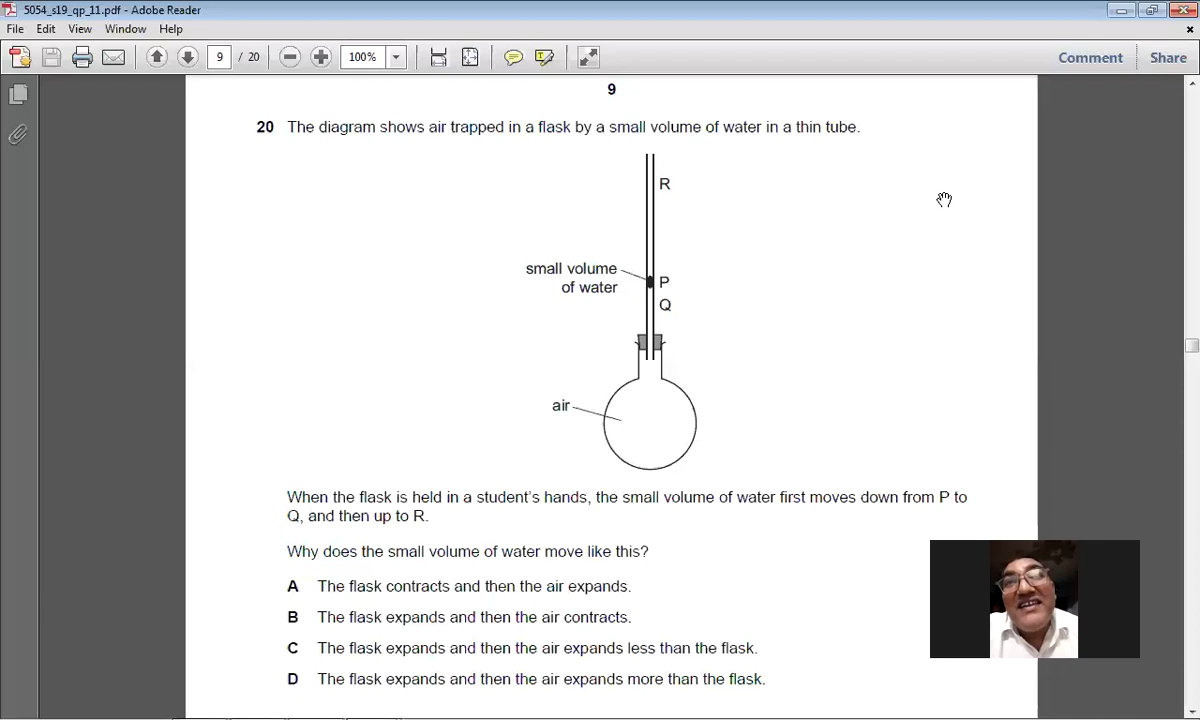 5054_s19_qp_11.pdf - Adobe Reader
File Edit View Window Help
9 / 20 100% Comment Share
9
20 The diagram shows air trapped in a flask by a small volume of water in a thin tube.
R
small volume
of water
P
Q
air
When the flask is held in a student's hands, the small volume of water first moves down from P to
Q, and then up to R.
Why does the small volume of water move like this?
A The flask contracts and then the air expands.
B The flask expands and then the air contracts.
C The flask expands and then the air expands less than the flask.
D The flask expands and then the air expands more than the flask.